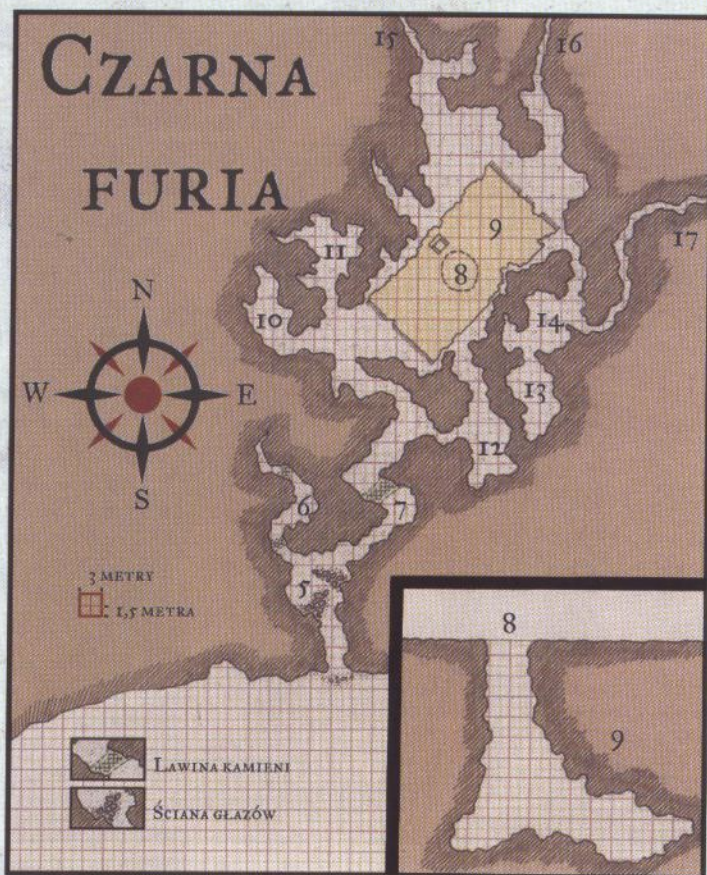 CZARNA
FURIA
15
16
9
8
17
11
10
14
13
12
N
W
E
S
6
7
5
3 METRY
1,5 METRA
8
9
LAWINA KAMIENI
ŚCIANA GŁAZÓW